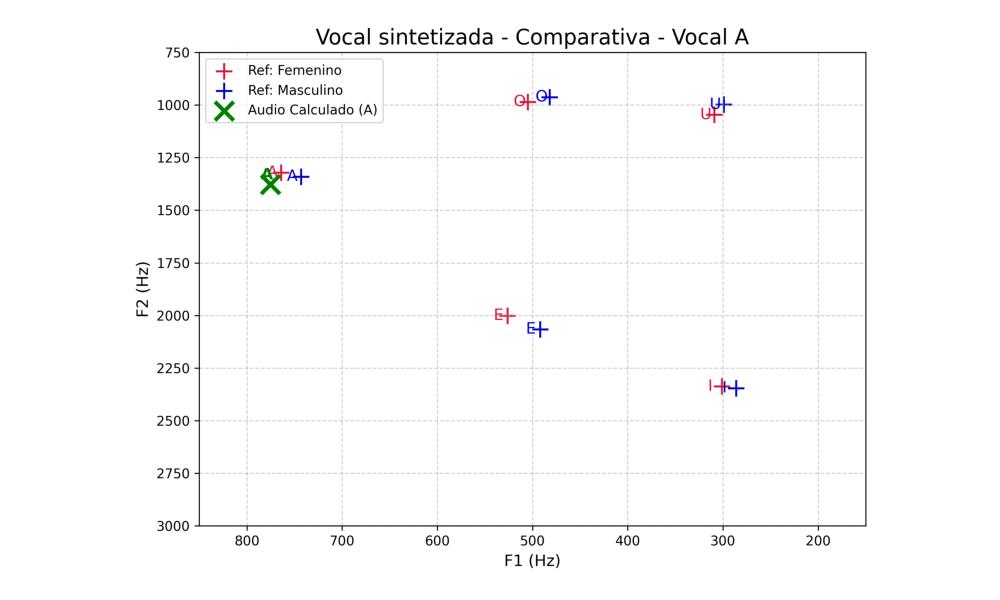 Vocal sintetizada - Comparativa - Vocal A
Ref: Femenino
Ref: Masculino
Audio Calculado (A)
750
1000
1250
1500
1750
2000
2250
2500
2750
3000
F2 (Hz)
O
O
U
U
A
A
A
E
E
I
I
800
700
600
500
400
300
200
F1 (Hz)